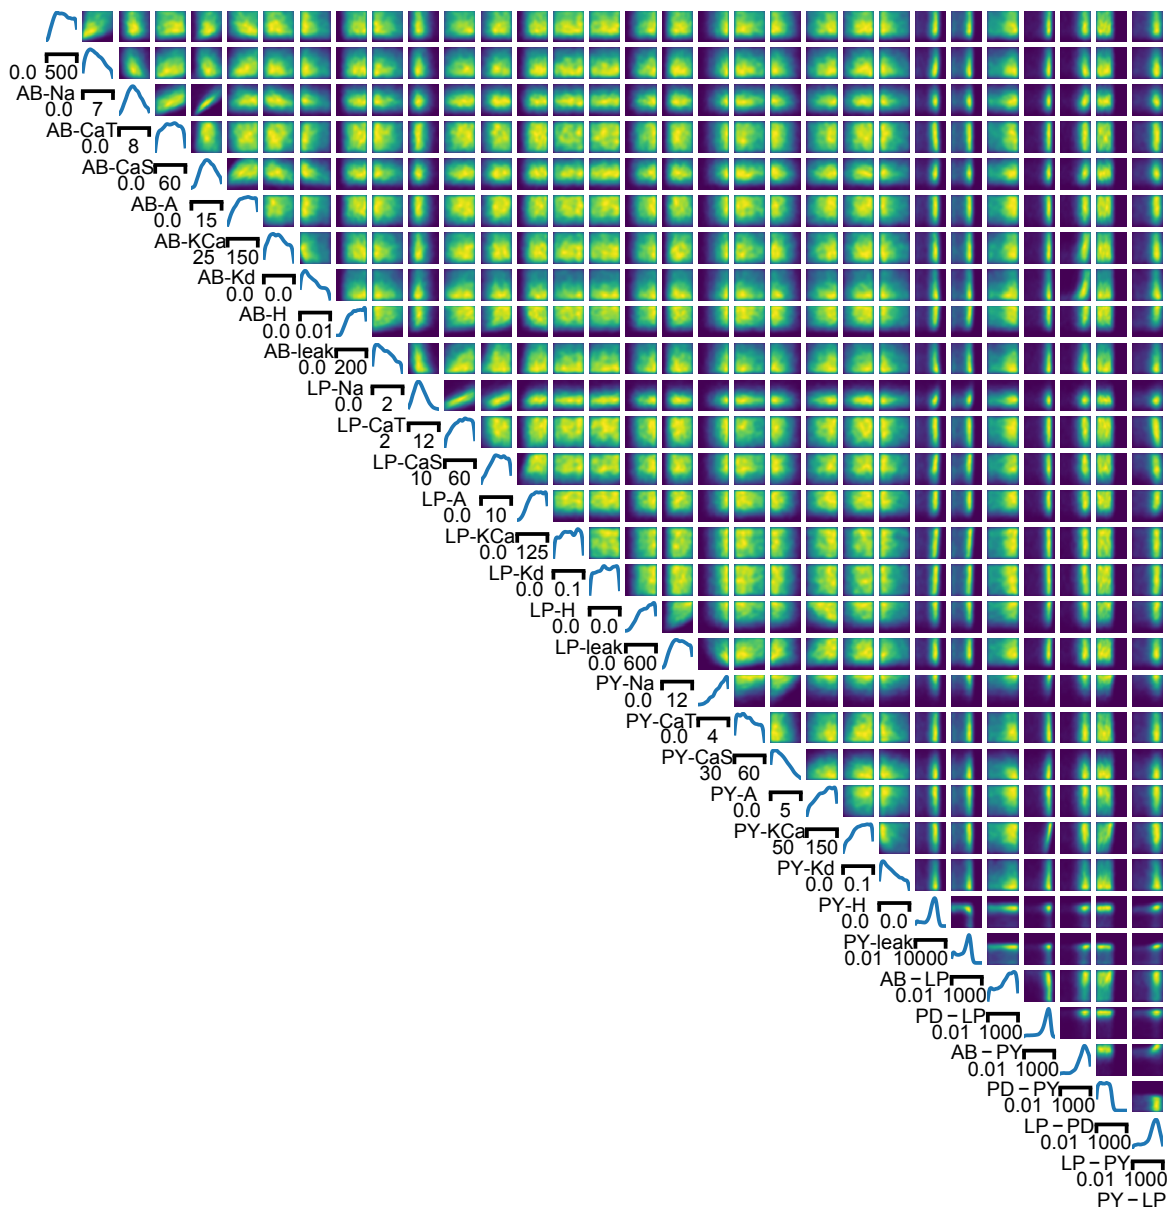 0.0 500
AB-Na
0.0 7
AB-CaT
0.0 8
AB-CaS
0.0 60
AB-A
0.0 15
AB-KCa
25 150
AB-Kd
0.0 0.0
AB-H
0.0 0.01
AB-leak
0.0 200
LP-Na
0.0 2
LP-CaT
2 12
LP-CaS
10 60
LP-A
0.0 10
LP-KCa
0.0 125
LP-Kd
0.0 0.1
LP-H
0.0 0.0
LP-leak
0.0 600
PY-Na
0.0 12
PY-CaT
0.0 4
PY-CaS
30 60
PY-A
0.0 5
PY-KCa
50 150
PY-Kd
0.0 0.1
PY-H
0.0 0.0
PY-leak
0.01 10000
AB – LP
0.01 1000
PD – LP
0.01 1000
AB – PY
0.01 1000
PD – PY
0.01 1000
LP – PD
0.01 1000
LP – PY
0.01 1000
PY – LP